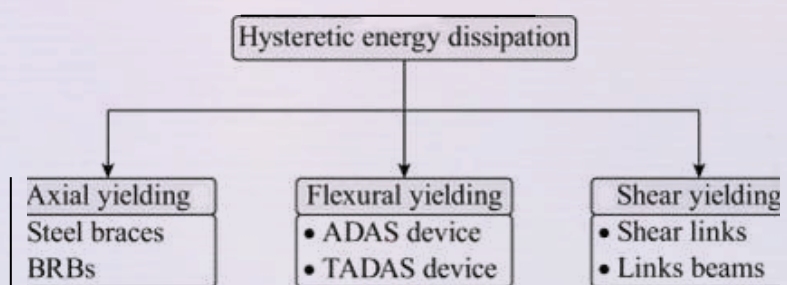 Hysteretic energy dissipation
Axial yielding
Steel braces
BRBs
Flexural yielding
• ADAS device
• TADAS device
Shear yielding
• Shear links
• Links beams